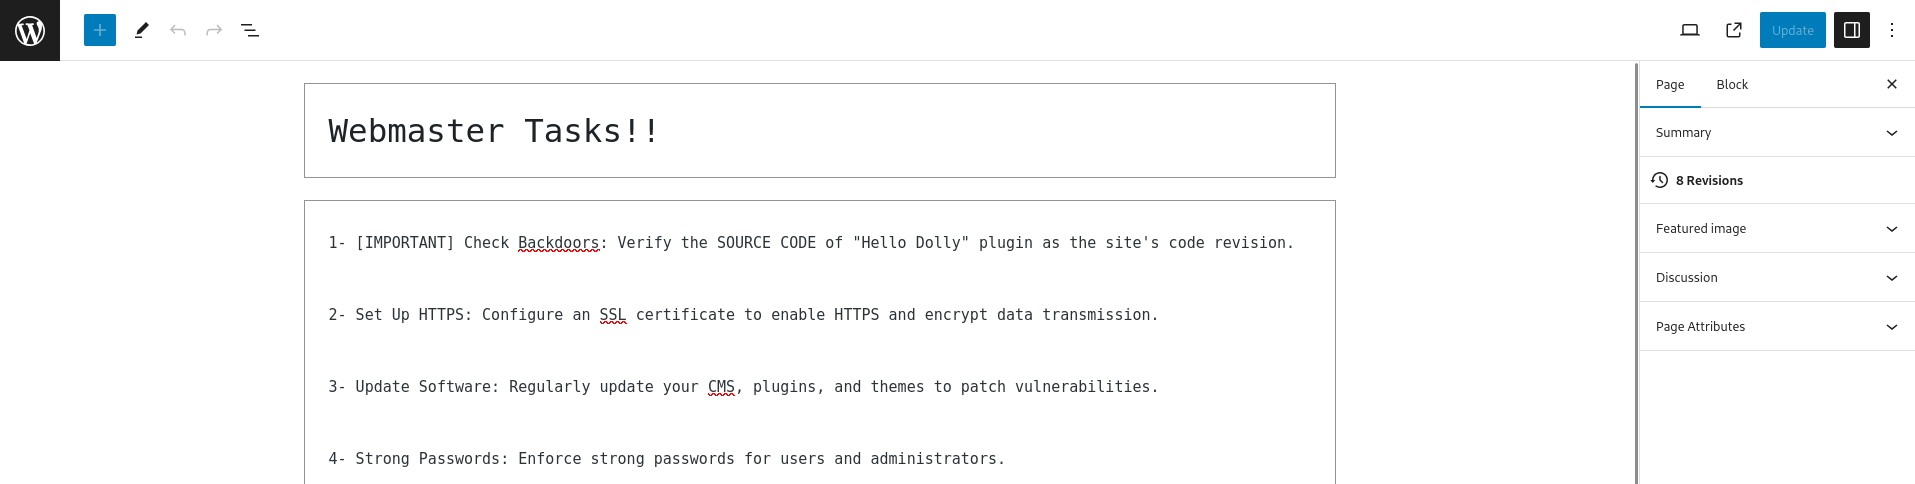 Update
Page Block
Summary
8 Revisions
Featured image
Discussion
Page Attributes
Webmaster Tasks!!
1- [IMPORTANT] Check Backdoors: Verify the SOURCE CODE of "Hello Dolly" plugin as the site's code revision.
2- Set Up HTTPS: Configure an SSL certificate to enable HTTPS and encrypt data transmission.
3- Update Software: Regularly update your CMS, plugins, and themes to patch vulnerabilities.
4- Strong Passwords: Enforce strong passwords for users and administrators.